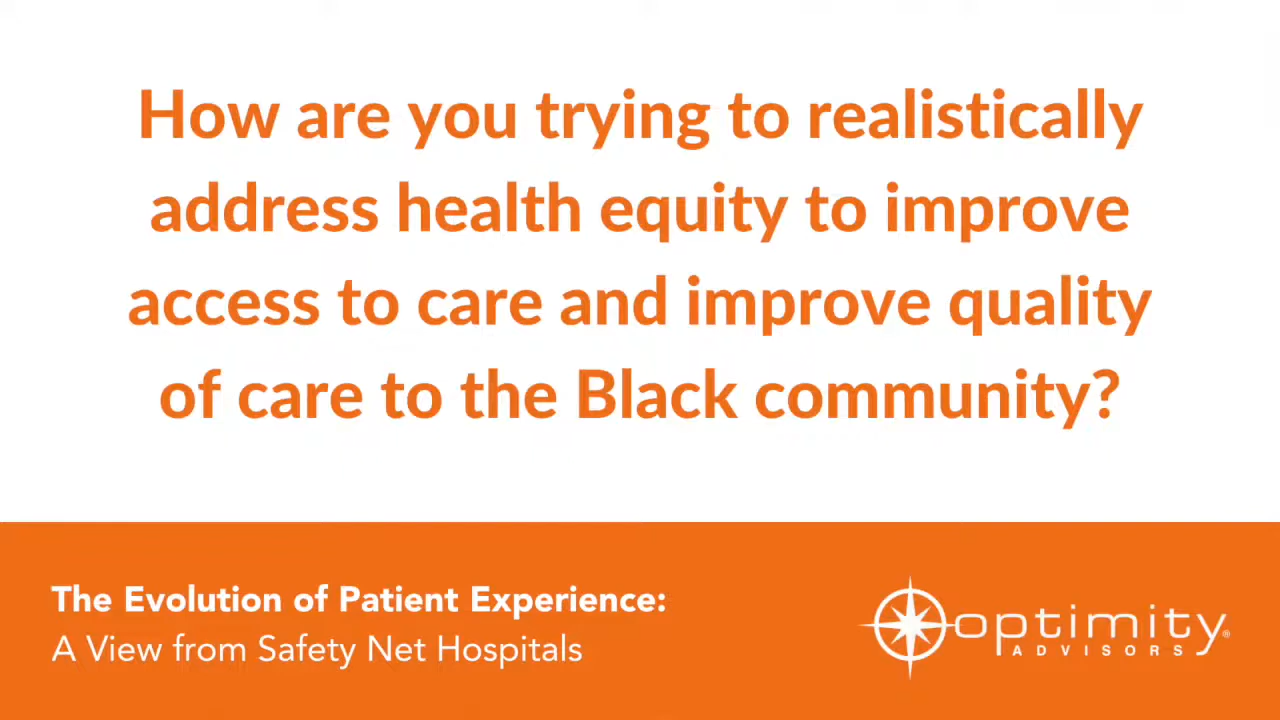 How are you trying to realistically
address health equity to improve
access to care and improve quality
of care to the Black community?
The Evolution of Patient Experience:
A View from Safety Net Hospitals
optimity®
ADVISORS